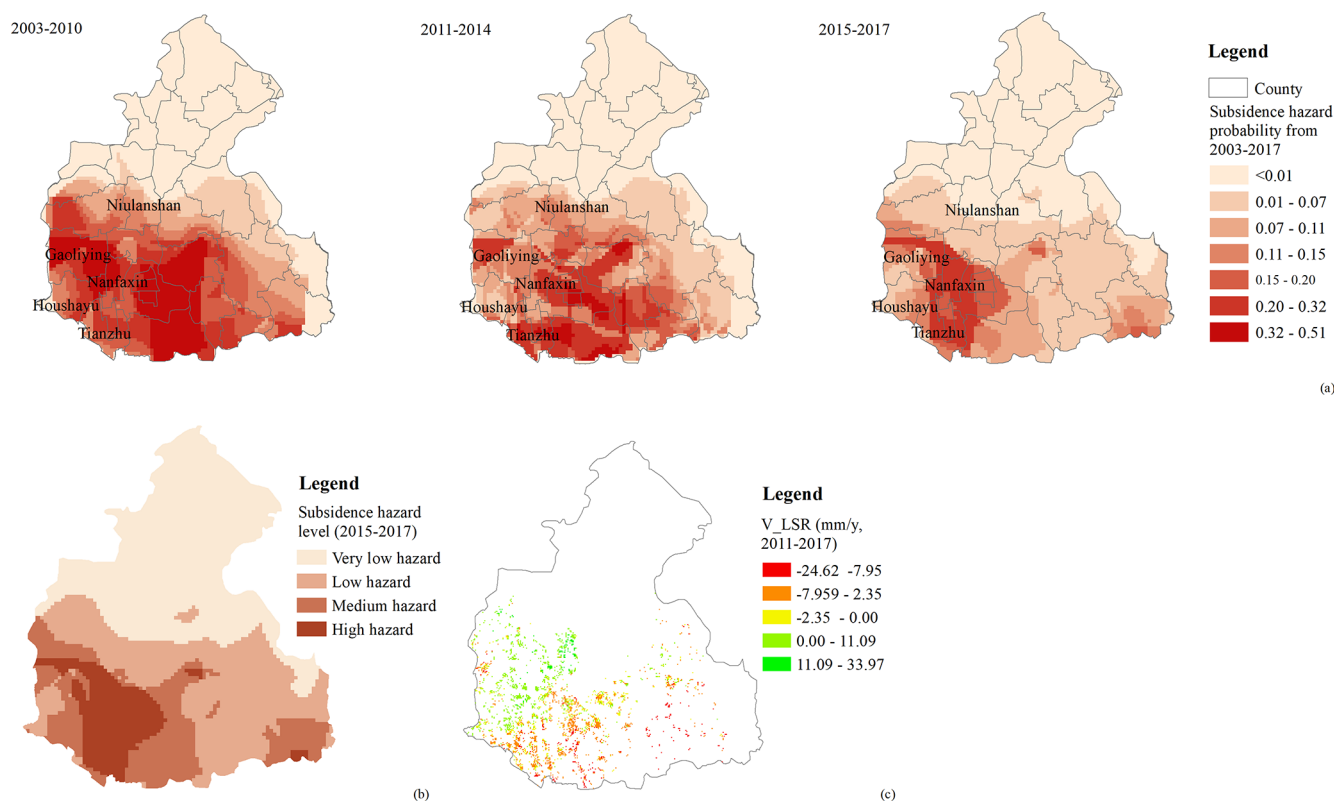 2003-2010
2011-2014
2015-2017
Legend
County
Subsidence hazard
probability from
2003-2017
<0.01
0.01 - 0.07
0.07 - 0.11
0.11 - 0.15
0.15 - 0.20
0.20 - 0.32
0.32 - 0.51
Niulanshan
Gaoliying
Nanfaxin
Houshayu
Tianzhu
Niulanshan
Gaoliying
Nanfaxin
Houshayu
Tianzhu
Niulanshan
Gaoliying
Nanfaxin
Houshayu
Tianzhu
(a)
Legend
Subsidence hazard
level (2015-2017)
Very low hazard
Low hazard
Medium hazard
High hazard
(b)
Legend
V_LSR (mm/y,
2011-2017)
-24.62 -7.95
-7.959 - 2.35
-2.35 - 0.00
0.00 - 11.09
11.09 - 33.97
(c)